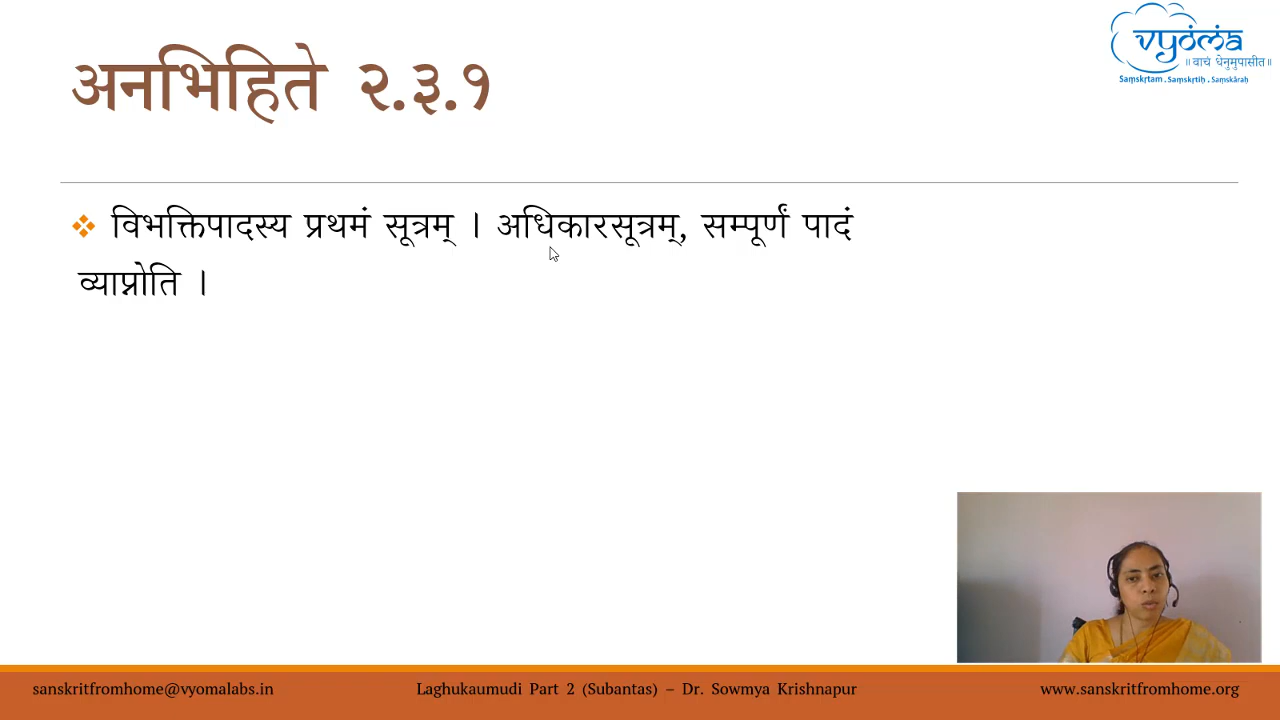 vyoma
॥ वाचं धेनुमुपासीत॥
Saṃskṛtam . Saṃskṛtiḥ . Saṃskārāḥ
अनभिहिते २.३.१
विभक्तिपादस्य प्रथमं सूत्रम् । अधिकारसूत्रम्, सम्पूर्णं पादं
व्याप्नोति ।
sanskritfromhome@vyomalabs.in
Laghukaumudi Part 2 (Subantas) – Dr. Sowmya Krishnapur
www.sanskritfromhome.org